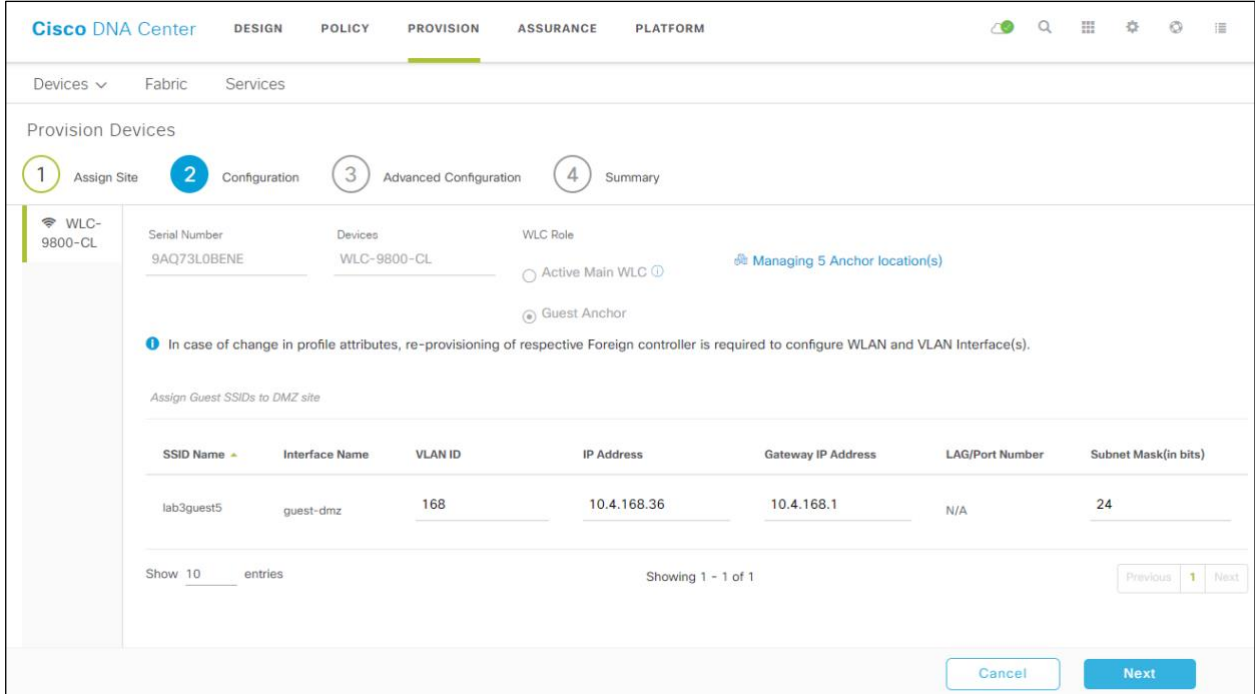 Cisco DNA Center DESIGN POLICY PROVISION ASSURANCE PLATFORM
Devices Fabric Services
Provision Devices
1 Assign Site 2 Configuration 3 Advanced Configuration 4 Summary
WLC-
9800-CL
Serial Number Devices WLC Role
9AQ73L0BENE WLC-9800-CL
Active Main WLC
Managing 5 Anchor location(s)
Guest Anchor
In case of change in profile attributes, re-provisioning of respective Foreign controller is required to configure WLAN and VLAN Interface(s).
Assign Guest SSIDs to DMZ site
SSID Name Interface Name VLAN ID IP Address Gateway IP Address LAG/Port Number Subnet Mask(in bits)
lab3guest5 guest-dmz 168 10.4.168.36 10.4.168.1 N/A 24
Show 10 entries Showing 1 - 1 of 1 Previous 1 Next
Cancel Next